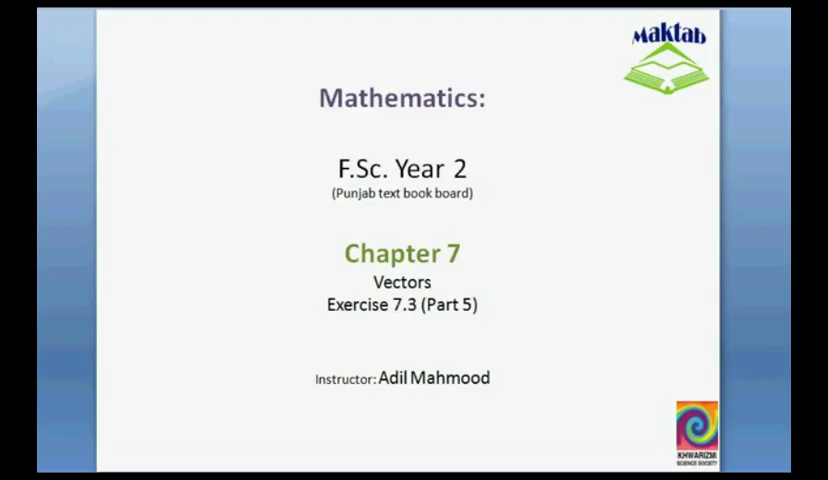 Maktab
Mathematics:
F.Sc. Year 2
(Punjab text book board)
Chapter 7
Vectors
Exercise 7.3 (Part 5)
Instructor: Adil Mahmood
KHWARIZMI
SCIENCE SOCIETY